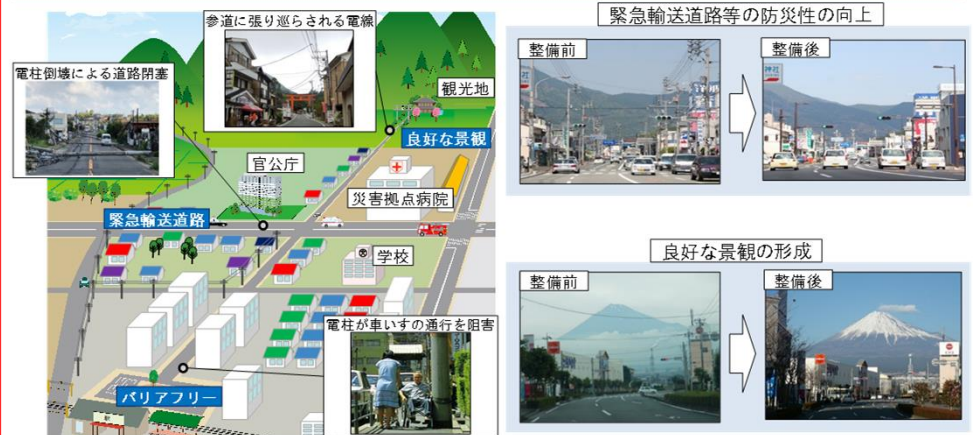 参道に張り巡らされる電線
電柱倒壊による道路閉塞
観光地
良好な景観
官公庁
災害拠点病院
緊急輸送道路
学校
電柱が車いすの通行を阻害
バリアフリー
駅
緊急輸送道路等の防災性の向上
整備前
整備後
神社
神社
良好な景観の形成
整備前
整備後